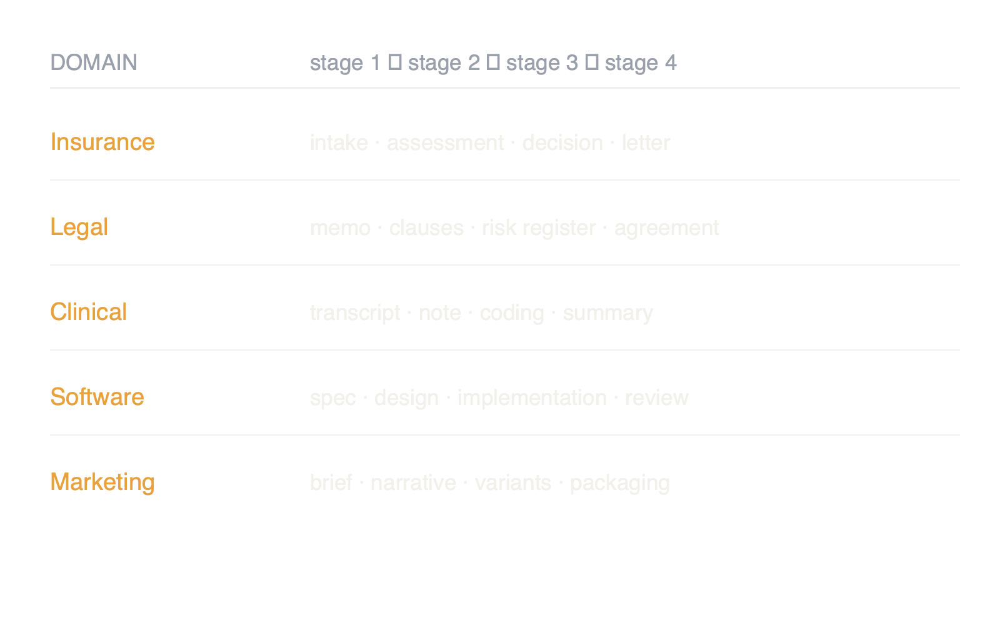 DOMAIN stage 1 □ stage 2 □ stage 3 □ stage 4
Insurance intake · assessment · decision · letter
Legal memo · clauses · risk register · agreement
Clinical transcript · note · coding · summary
Software spec · design · implementation · review
Marketing brief · narrative · variants · packaging